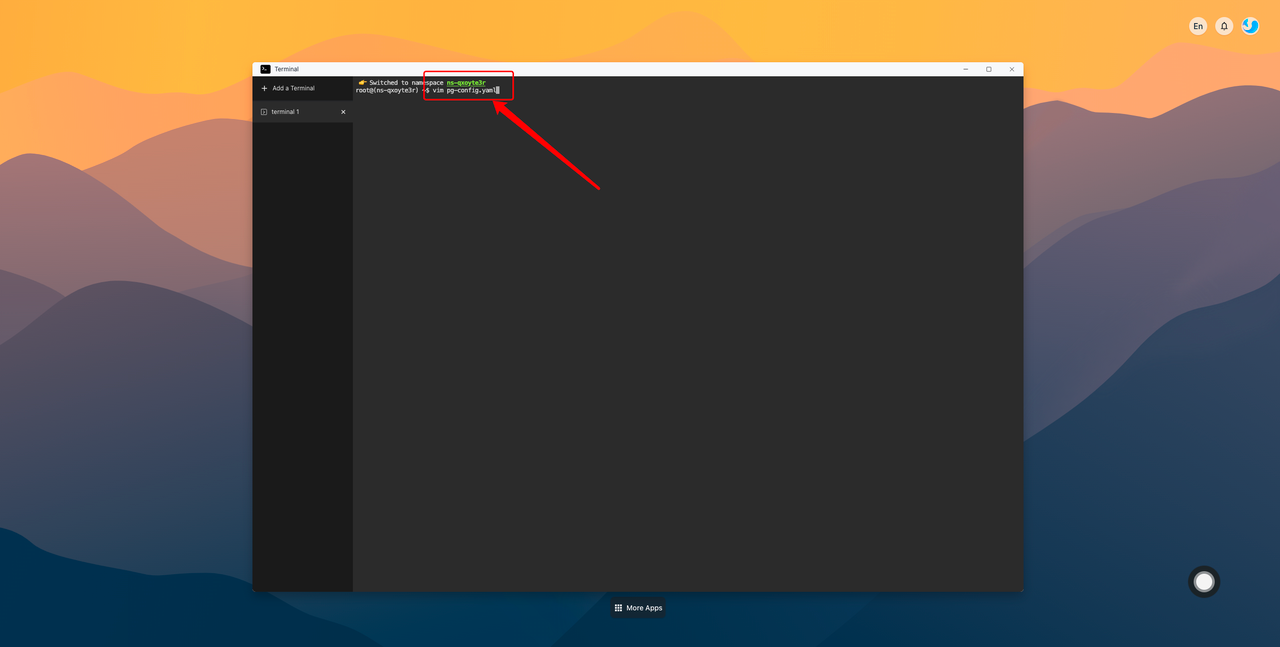 En
Terminal
Add a Terminal
terminal 1
Switched to namespace ns-qxoyte3r
root@(ns-qxoyte3r) ~$ vim pg-config.yaml
More Apps